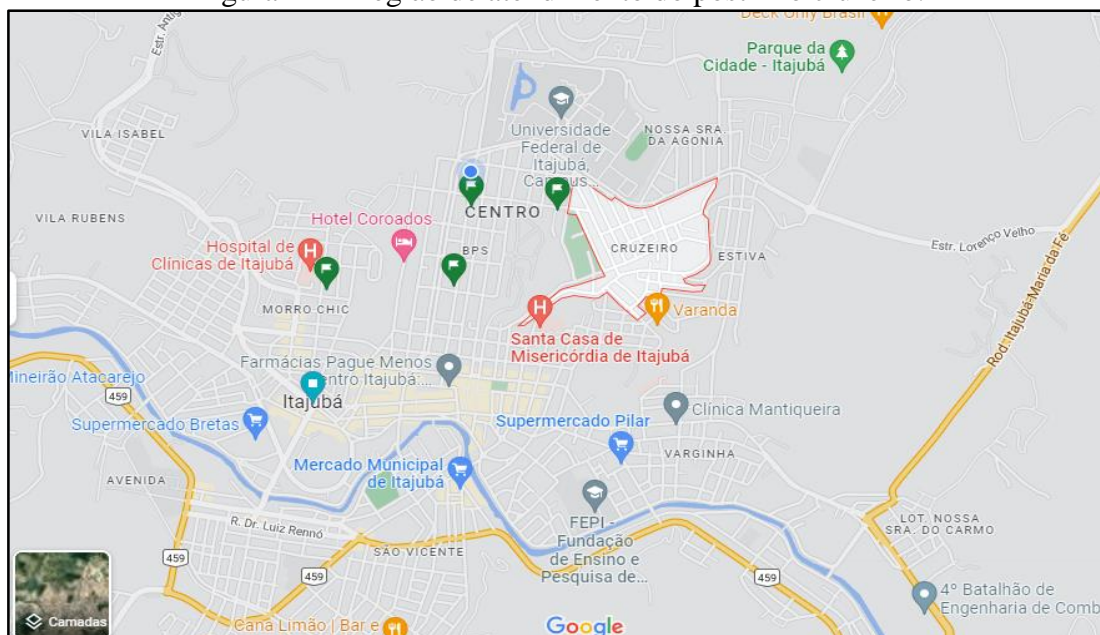 Deck Only Brasil
Estr. Antig
Parque da
Cidade - Itajubá
VILA ISABEL
Universidade
Federal de
Itajubá,
Campus...
NOSSA SRA.
DA AGONIA
CENTRO
VILA RUBENS
Hotel Coroados
Hospital de
Clínicas de Itajubá
BPS
CRUZEIRO
ESTIVA
Estr. Lorenço Velho
Rod. Itajubá-Maria da Fé
MORRO CHIC
Varanda
Santa Casa de
Misericórdia de Itajubá
Farmácias Pague Menos
Centro Itajubá:...
Mineirão Atacarejo
459
Itajubá
Supermercado Bretas
Clínica Mantiqueira
Supermercado Pilar
VARGINHA
Mercado Municipal
de Itajubá
AVENIDA
R. Dr. Luiz Rennó
FEPI -
Fundação
de Ensino e
Pesquisa de...
LOT. NOSSA
SRA. DO CARMO
SÃO VICENTE
459
459
459
4º Batalhão de
Engenharia de Comb
Camadas
Cana Limão | Bar e
Google